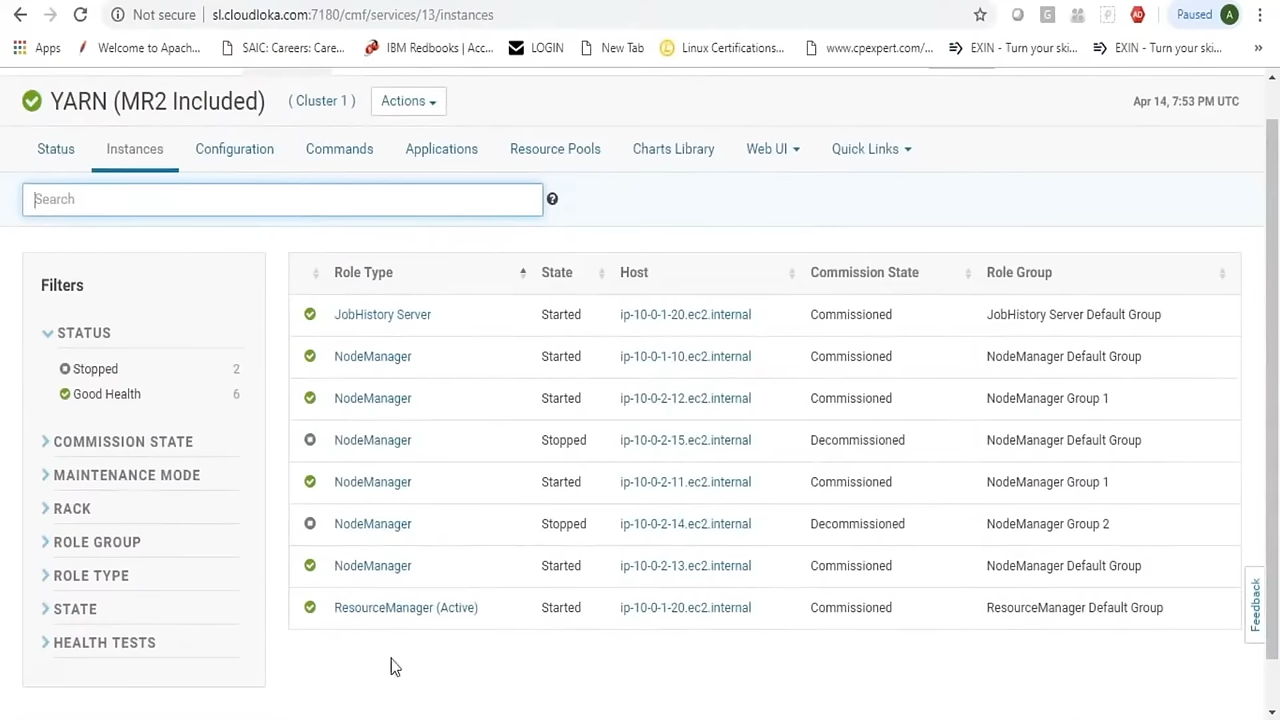 Not secure sl.cloudloka.com:7180/cmf/services/13/instances Paused A
Apps Welcome to Apach... SAIC: Careers: Care... IBM Redbooks | Acc... LOGIN New Tab Linux Certifications... www.cpexpert.com/... EXIN - Turn your ski... EXIN - Turn your ski... »
YARN (MR2 Included) ( Cluster 1 ) Actions Apr 14, 7:53 PM UTC
Status Instances Configuration Commands Applications Resource Pools Charts Library Web UI Quick Links
Search ?
Filters
STATUS
Stopped 2
Good Health 6
COMMISSION STATE
MAINTENANCE MODE
RACK
ROLE GROUP
ROLE TYPE
STATE
HEALTH TESTS
Role Type State Host Commission State Role Group
JobHistory Server Started ip-10-0-1-20.ec2.internal Commissioned JobHistory Server Default Group
NodeManager Started ip-10-0-1-10.ec2.internal Commissioned NodeManager Default Group
NodeManager Started ip-10-0-2-12.ec2.internal Commissioned NodeManager Group 1
NodeManager Stopped ip-10-0-2-15.ec2.internal Decommissioned NodeManager Default Group
NodeManager Started ip-10-0-2-11.ec2.internal Commissioned NodeManager Group 1
NodeManager Stopped ip-10-0-2-14.ec2.internal Decommissioned NodeManager Group 2
NodeManager Started ip-10-0-2-13.ec2.internal Commissioned NodeManager Default Group
ResourceManager (Active) Started ip-10-0-1-20.ec2.internal Commissioned ResourceManager Default Group
Feedback